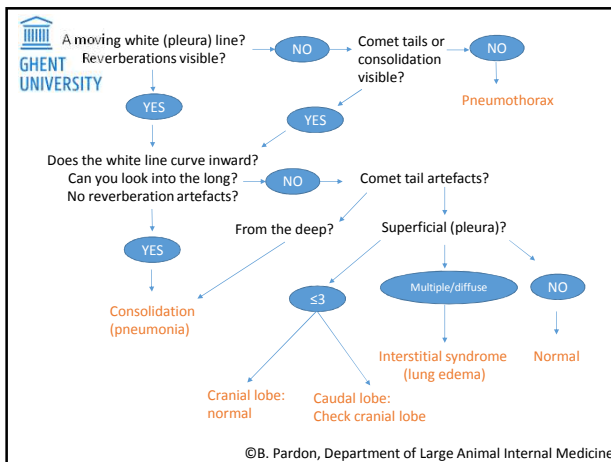 GHENT
UNIVERSITY
A moving white (pleura) line?
Reverberations visible?
NO
Comet tails or
consolidation
visible?
NO
Pneumothorax
YES
YES
Does the white line curve inward?
Can you look into the long?
No reverberation artefacts?
NO
Comet tail artefacts?
From the deep?
Superficial (pleura)?
YES
Consolidation
(pneumonia)
≤3
Multiple/diffuse
NO
Interstitial syndrome
(lung edema)
Normal
Cranial lobe:
normal
Caudal lobe:
Check cranial lobe
©B. Pardon, Department of Large Animal Internal Medicine